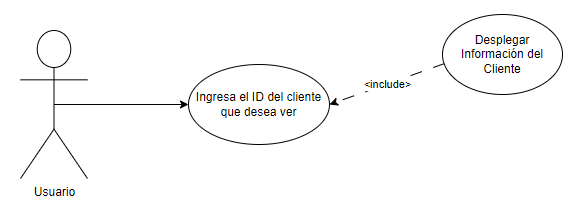 Desplegar
Información del
Cliente
<include>
Ingresa el ID del cliente
que desea ver
Usuario